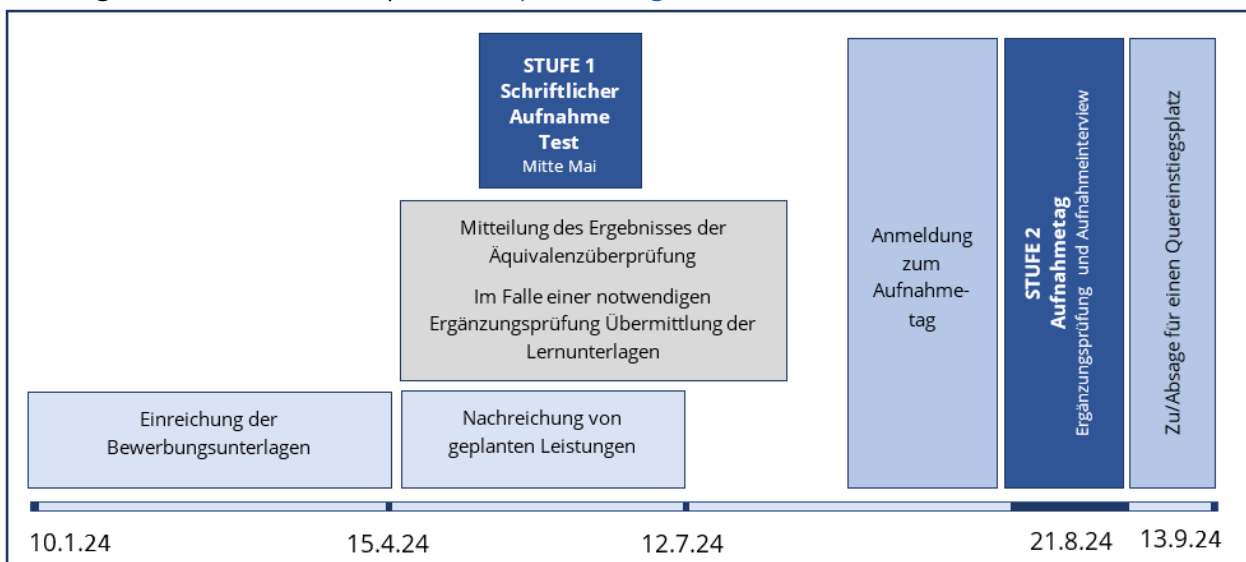 STUFE 1
Schriftlicher
Aufnahme
Test
Mitte Mai
Mitteilung des Ergebnisses der
Äquivalenzüberprüfung
Im Falle einer notwendigen
Ergänzungsprüfung Übermittlung der
Lernunterlagen
Einreichung der
Bewerbungsunterlagen
Nachreichung von
geplanten Leistungen
Anmeldung
zum
Aufnahme-
tag
STUFE 2
Aufnahmetag
Ergänzungsprüfung und Aufnahmeinterview
Zu/Absage für einen Quereinstiegsplatz
10.1.24
15.4.24
12.7.24
21.8.24
13.9.24